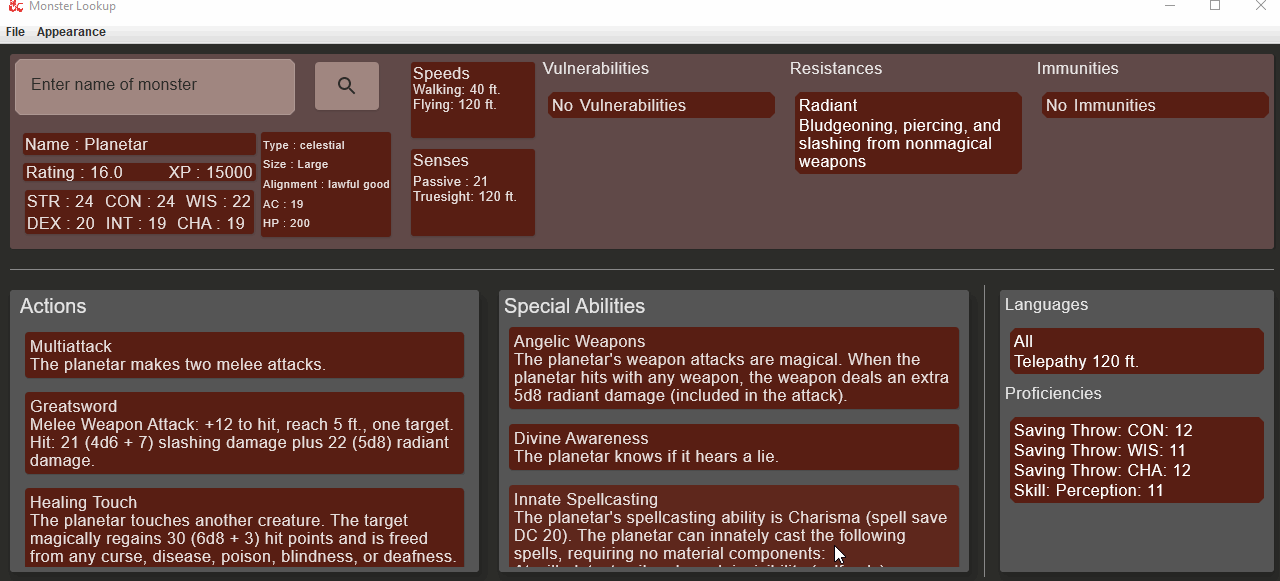 Monster Lookup
File Appearance
Enter name of monster
Name : Planetar
Rating : 16.0 XP : 15000
STR : 24 CON : 24 WIS : 22
DEX : 20 INT : 19 CHA : 19
Type : celestial
Size : Large
Alignment : lawful good
AC : 19
HP : 200
Speeds
Walking: 40 ft.
Flying: 120 ft.
Senses
Passive : 21
Truesight: 120 ft.
Vulnerabilities
No Vulnerabilities
Resistances
Radiant
Bludgeoning, piercing, and
slashing from nonmagical
weapons
Immunities
No Immunities
Actions
Multiattack
The planetar makes two melee attacks.
Greatsword
Melee Weapon Attack: +12 to hit, reach 5 ft., one target.
Hit: 21 (4d6 + 7) slashing damage plus 22 (5d8) radiant
damage.
Healing Touch
The planetar touches another creature. The target
magically regains 30 (6d8 + 3) hit points and is freed
from any curse, disease, poison, blindness, or deafness.
Special Abilities
Angelic Weapons
The planetar's weapon attacks are magical. When the
planetar hits with any weapon, the weapon deals an extra
5d8 radiant damage (included in the attack).
Divine Awareness
The planetar knows if it hears a lie.
Innate Spellcasting
The planetar's spellcasting ability is Charisma (spell save
DC 20). The planetar can innately cast the following
spells, requiring no material components:
Languages
All
Telepathy 120 ft.
Proficiencies
Saving Throw: CON: 12
Saving Throw: WIS: 11
Saving Throw: CHA: 12
Skill: Perception: 11